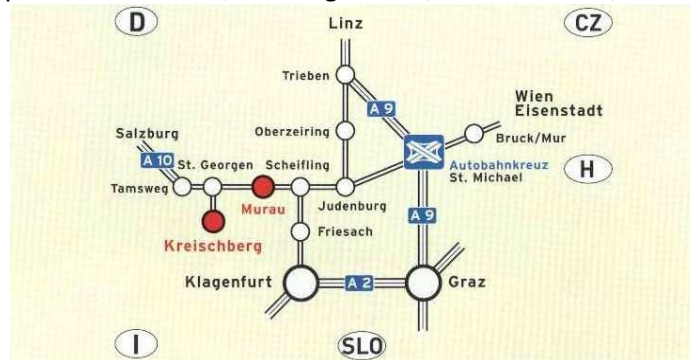 D
Linz
CZ
Trieben
A 9
Wien
Eisenstadt
Oberzeiring
Bruck/Mur
Salzburg
A 10
St. Georgen
Scheifling
Autobahnkreuz
St. Michael
H
Tamsweg
Murau
Judenburg
A 9
Kreischberg
Friesach
Klagenfurt
A 2
Graz
I
SLO